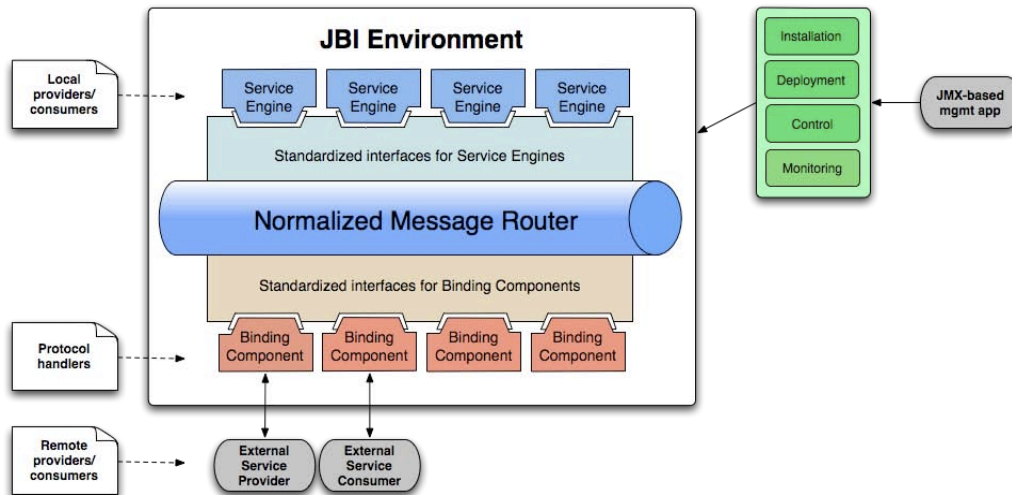 JBI Environment
Installation
Deployment
Control
Monitoring
JMX-based
mgmt app
Local
providers/
consumers
Service
Engine
Service
Engine
Service
Engine
Service
Engine
Standardized interfaces for Service Engines
Normalized Message Router
Standardized interfaces for Binding Components
Protocol
handlers
Binding
Component
Binding
Component
Binding
Component
Binding
Component
Remote
providers/
consumers
External
Service
Provider
External
Service
Consumer